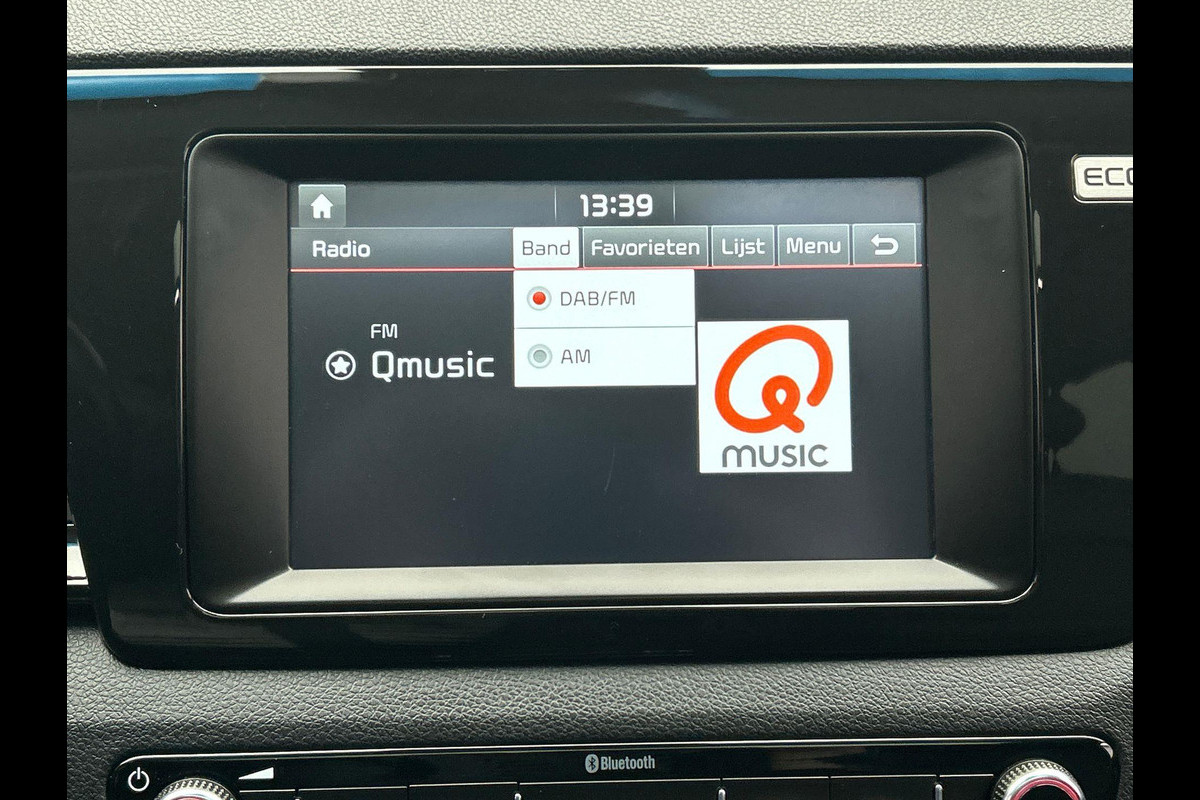 13:39
ECO
Radio
Band
Favorieten
Lijst
Menu
DAB/FM
AM
FM
Qmusic
Q
music
Bluetooth